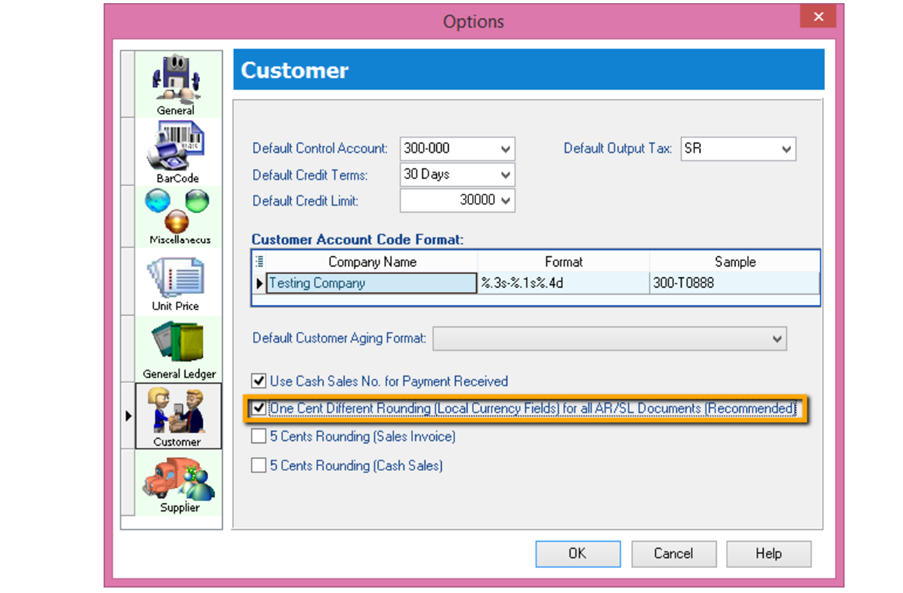 Options
General
BarCode
Miscellaneous
Unit Price
General Ledger
Customer
Supplier
Customer
Default Control Account: 300-000 Default Output Tax: SR
Default Credit Terms: 30 Days
Default Credit Limit: 30000
Customer Account Code Format:
Company Name Format Sample
Testing Company %.3s-%.1s%.4d 300-T0888
Default Customer Aging Format:
Use Cash Sales No. for Payment Received
One Cent Different Rounding (Local Currency Fields) for all AR/SL Documents (Recommended)
5 Cents Rounding (Sales Invoice)
5 Cents Rounding (Cash Sales)
OK Cancel Help